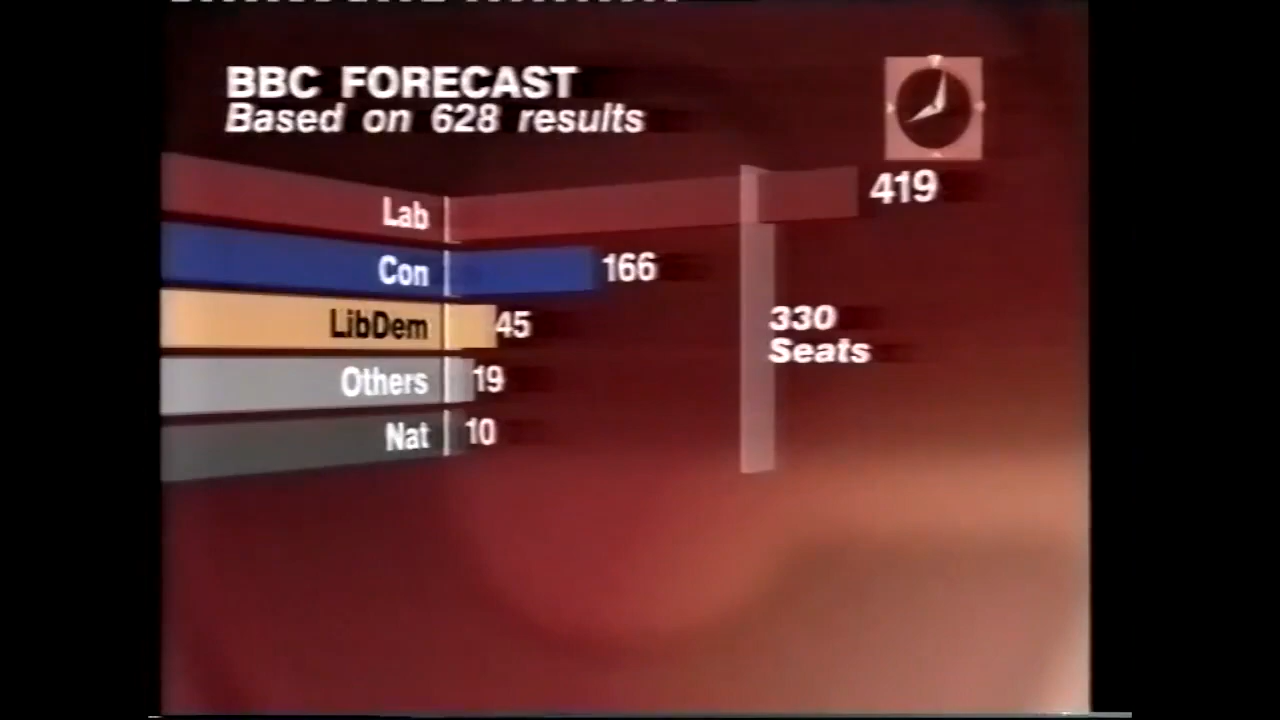 BBC FORECAST
Based on 628 results
Lab 419
Con 166
LibDem 45
330
Seats
Others 19
Nat 10